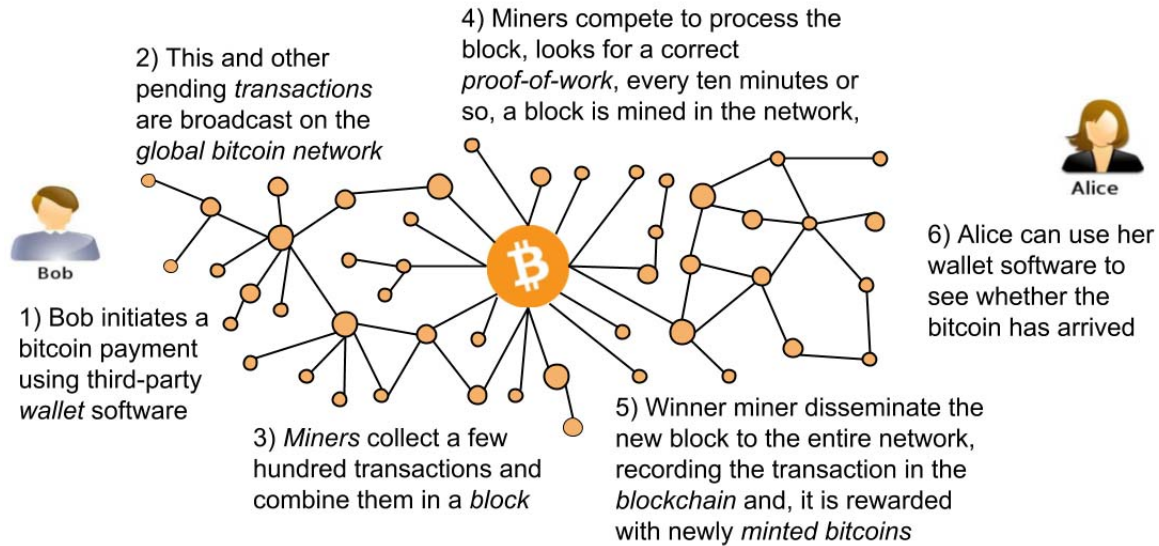 Bob
1) Bob initiates a
bitcoin payment
using third-party
wallet software
2) This and other
pending transactions
are broadcast on the
global bitcoin network
3) Miners collect a few
hundred transactions and
combine them in a block
4) Miners compete to process the
block, looks for a correct
proof-of-work, every ten minutes or
so, a block is mined in the network,
5) Winner miner disseminate the
new block to the entire network,
recording the transaction in the
blockchain and, it is rewarded
with newly minted bitcoins
Alice
6) Alice can use her
wallet software to
see whether the
bitcoin has arrived